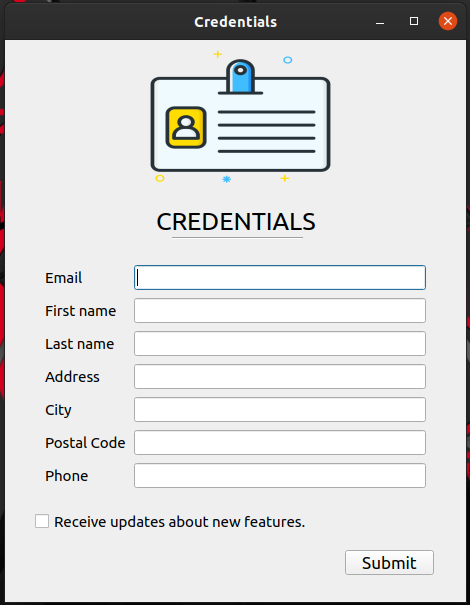 Credentials
CREDENTIALS
Email
First name
Last name
Address
City
Postal Code
Phone
Receive updates about new features.
Submit